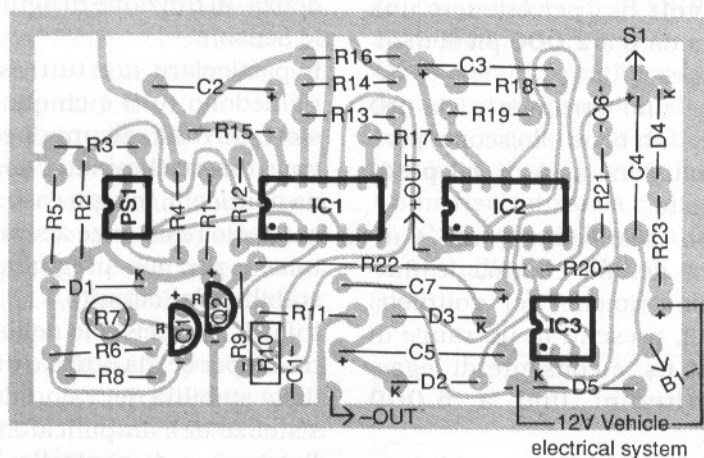 S1
R16
C2
+
R14
+
C3
R18
C6
+
C4
D4
K
R13
R19
R15
R17
R3
R5
R2
PS1
R4
R1
R12
IC1
+OUT
IC2
R21
R23
R22
R20
D1
K
C7
+
+
+
R7
R
Q1
R
Q2
R11
D3
K
IC3
R9
R10
R6
C1
+
C5
R8
K
D2
K
D5
B1
-OUT
12V Vehicle
electrical system